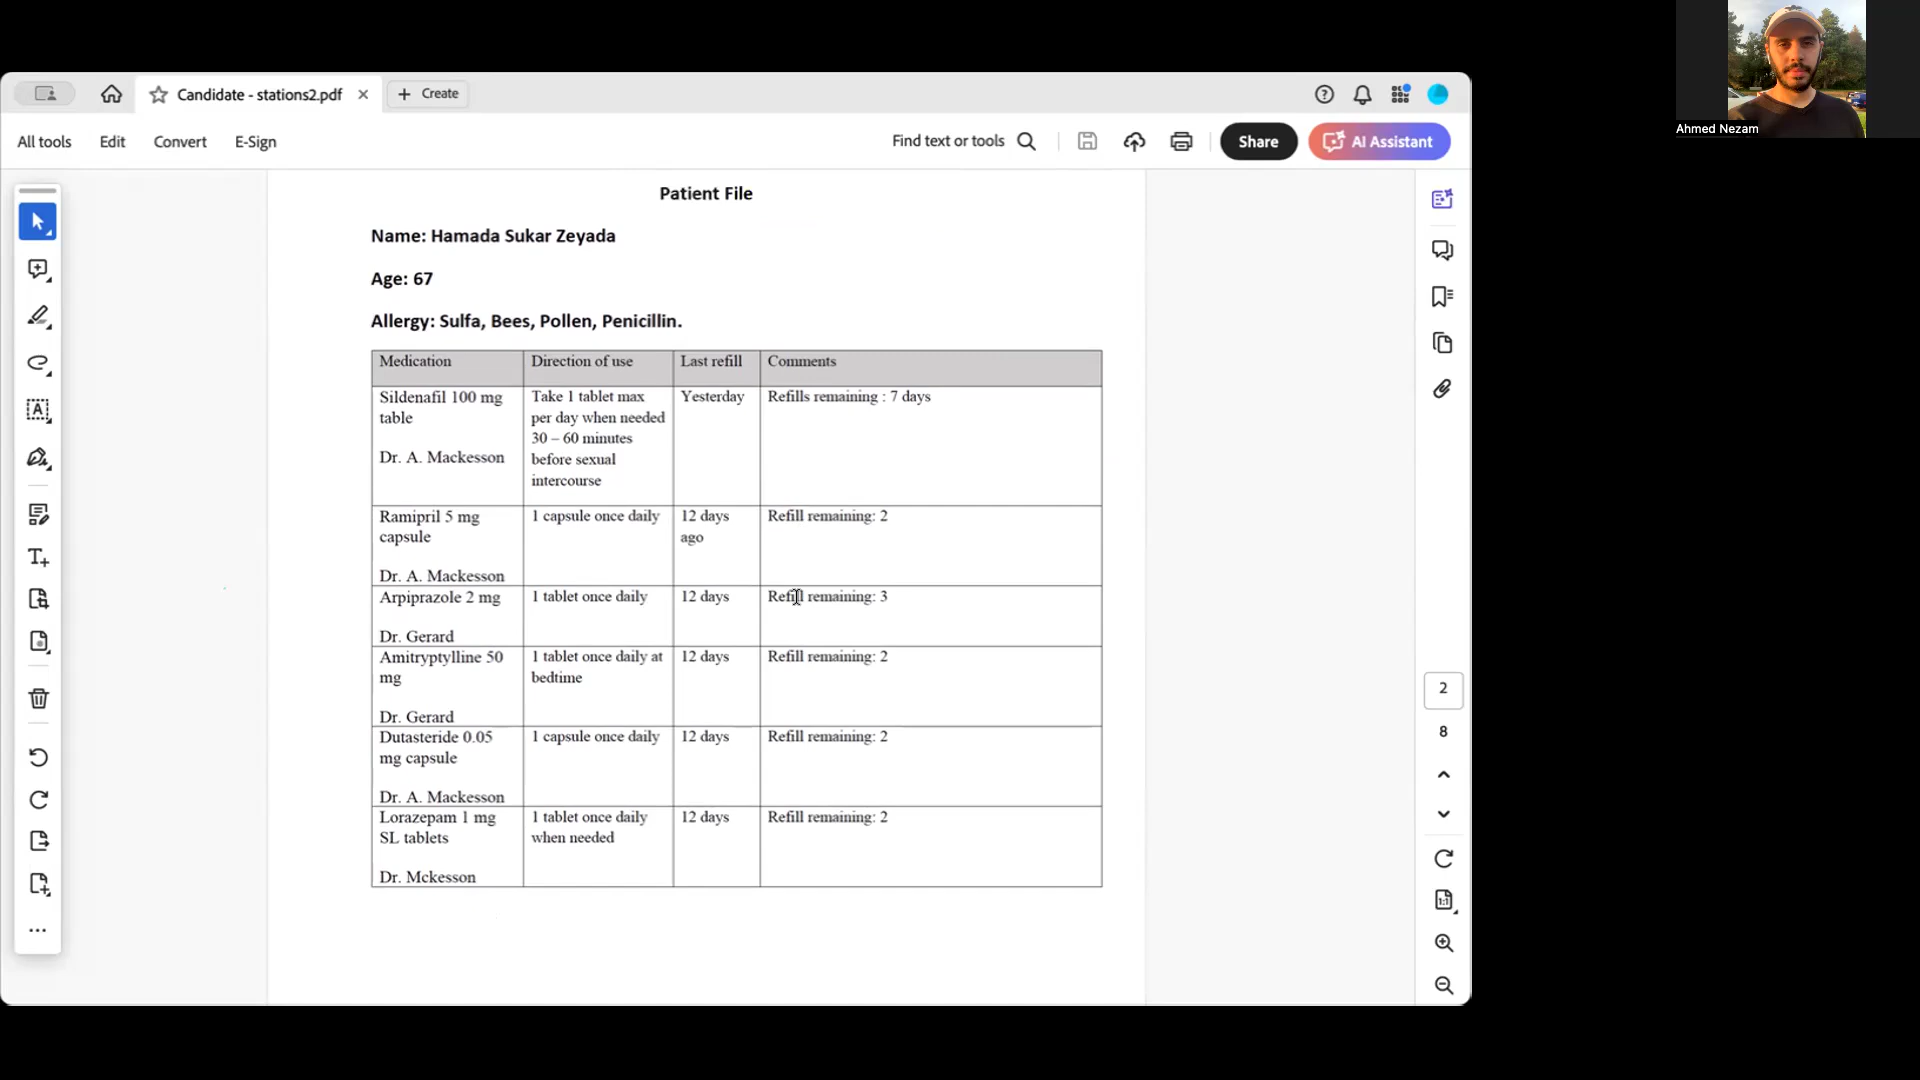 Ahmed Nezam
Candidate - stations2.pdf
Create
All tools
Edit
Convert
E-Sign
Find text or tools
Share
AI Assistant
Patient File
Name: Hamada Sukar Zeyada
Age: 67
Allergy: Sulfa, Bees, Pollen, Penicillin.
Medication
Direction of use
Last refill
Comments
Sildenafil 100 mg
table
Dr. A. Mackesson
Take 1 tablet max
per day when needed
30 – 60 minutes
before sexual
intercourse
Yesterday
Refills remaining : 7 days
Ramipril 5 mg
capsule
Dr. A. Mackesson
1 capsule once daily
12 days
ago
Refill remaining: 2
Arpiprazole 2 mg
Dr. Gerard
1 tablet once daily
12 days
Refill remaining: 3
Amitryptylline 50
mg
Dr. Gerard
1 tablet once daily at
bedtime
12 days
Refill remaining: 2
Dutasteride 0.05
mg capsule
Dr. A. Mackesson
1 capsule once daily
12 days
Refill remaining: 2
Lorazepam 1 mg
SL tablets
Dr. Mckesson
1 tablet once daily
when needed
12 days
Refill remaining: 2
2
8
1:1